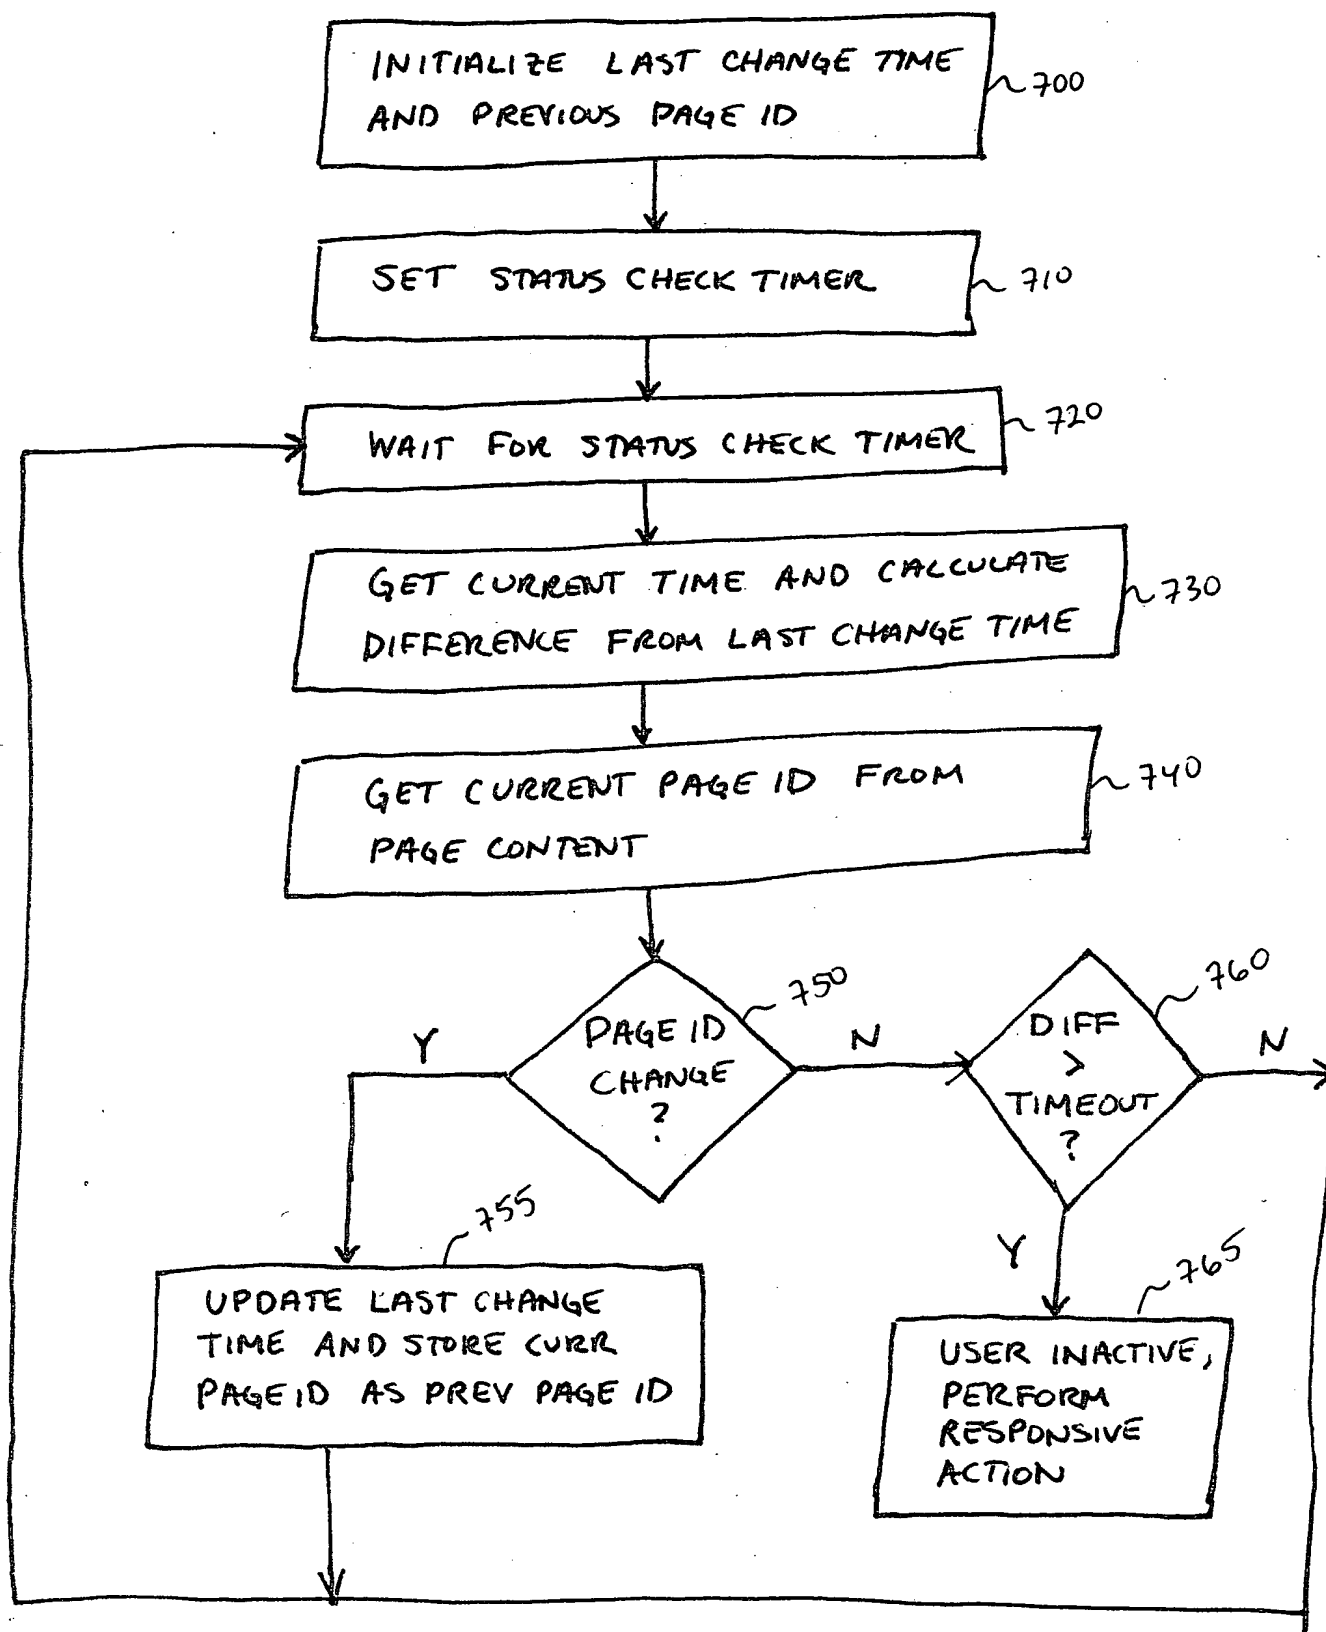 INITIALIZE LAST CHANGE TIME
AND PREVIOUS PAGE ID
700
SET STATUS CHECK TIMER
710
WAIT FOR STATUS CHECK TIMER
720
GET CURRENT TIME AND CALCULATE
DIFFERENCE FROM LAST CHANGE TIME
730
GET CURRENT PAGE ID FROM
PAGE CONTENT
740
PAGE ID
CHANGE
?
750
Y
N
DIFF
>
TIMEOUT
?
760
N
Y
UPDATE LAST CHANGE
TIME AND STORE CURR
PAGE ID AS PREV PAGE ID
755
USER INACTIVE,
PERFORM
RESPONSIVE
ACTION
765